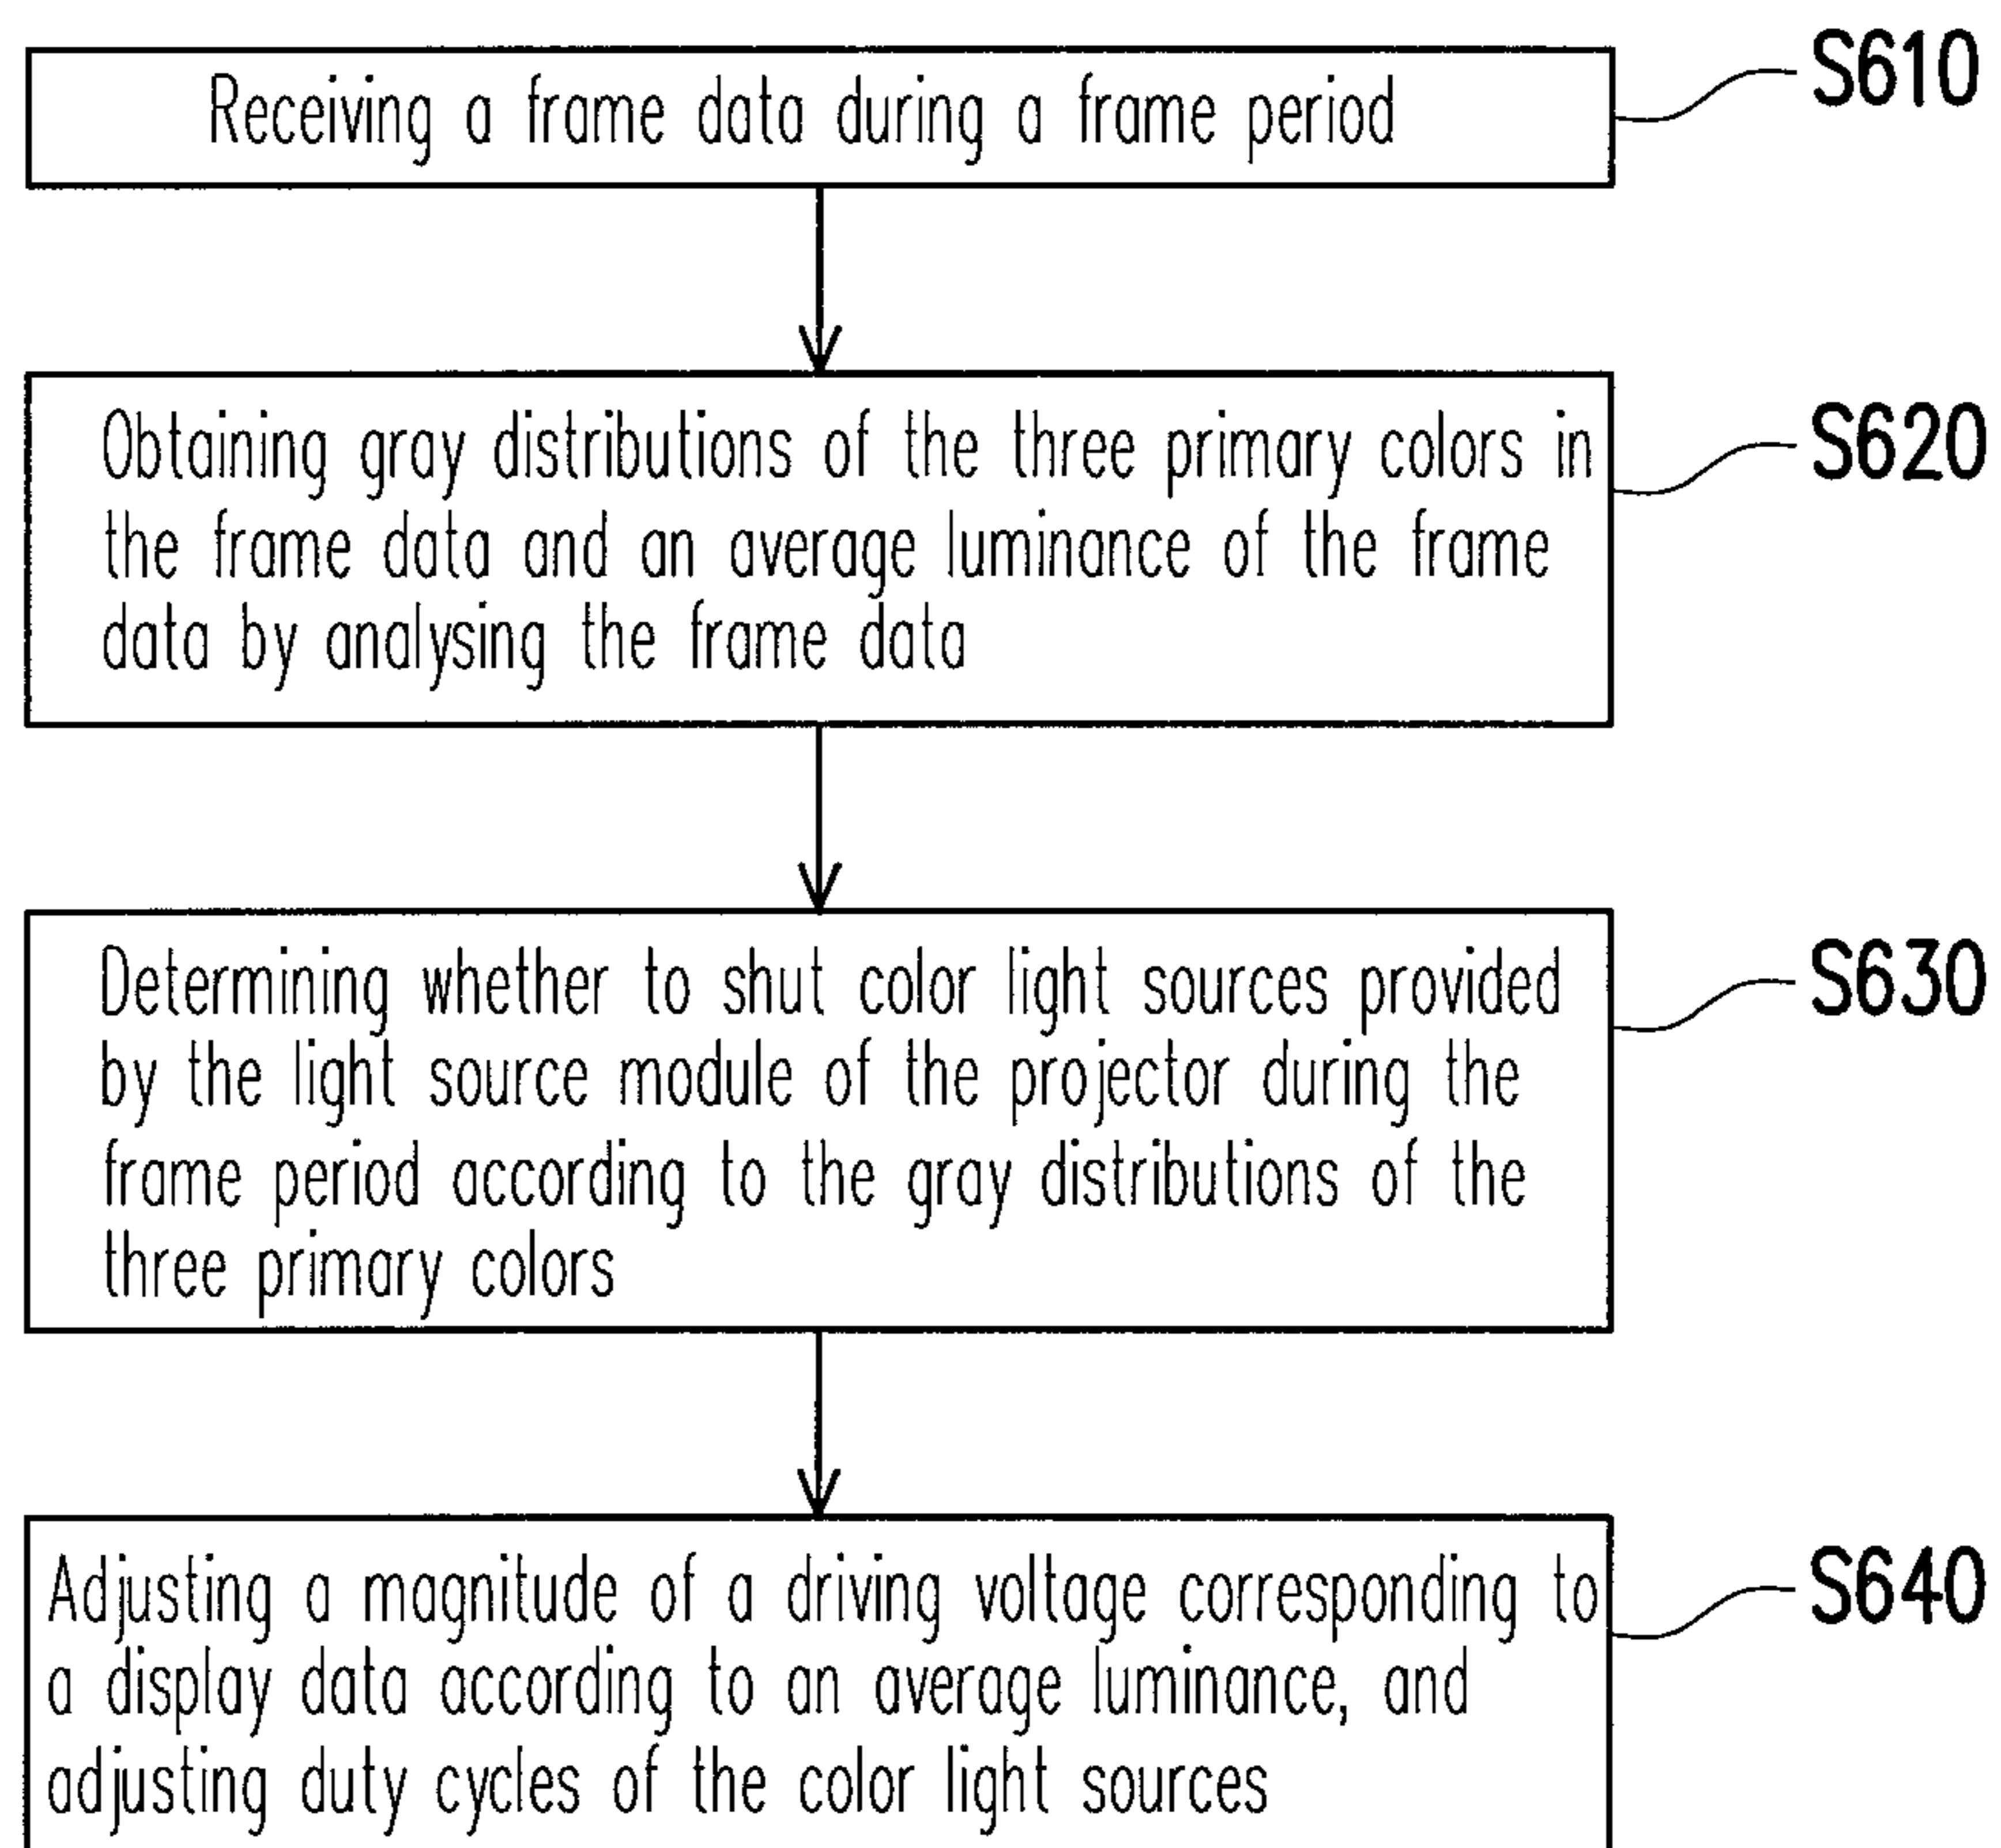 Receiving a frame data during a frame period
S610
Obtaining gray distributions of the three primary colors in
the frame data and an average luminance of the frame
data by analysing the frame data
S620
Determining whether to shut color light sources provided
by the light source module of the projector during the
frame period according to the gray distributions of the
three primary colors
S630
Adjusting a magnitude of a driving voltage corresponding to
a display data according to an average luminance, and
adjusting duty cycles of the color light sources
S640